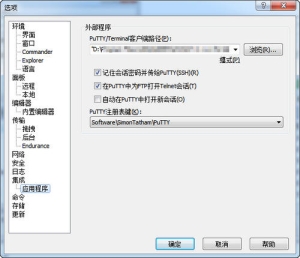 选项
环境
界面
窗口
Commander
Explorer
语言
面板
远程
本地
编辑器
内置编辑器
传输
拖拽
后台
Endurance
网络
安全
日志
集成
应用程序
命令
存储
更新
外部程序
PuTTY/Terminal客户端路径(P):
"D:\
浏览(R)...
模式(P)
记住会话密码并传给PuTTY(SSH)(R)
在PuTTY中为FTP打开Telnet会话(T)
自动在PuTTY中打开新会话(O)
PuTTY注册表键(K):
Software\SimonTatham\PuTTY
确定
取消
帮助